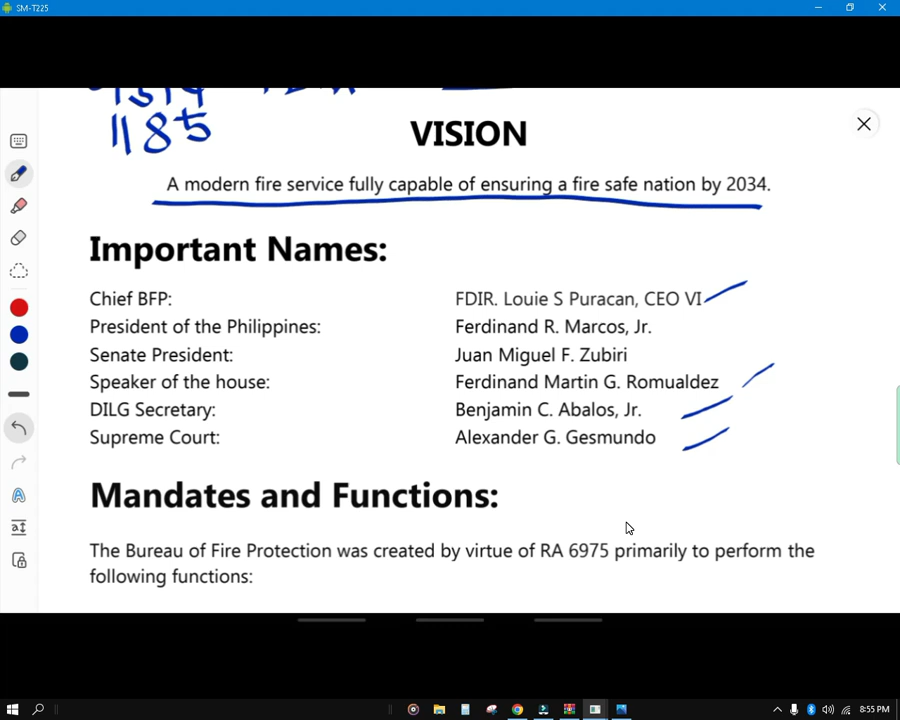 SM-T225
1185
VISION
A modern fire service fully capable of ensuring a fire safe nation by 2034.
Important Names:
Chief BFP: FDIR. Louie S Puracan, CEO VI
President of the Philippines: Ferdinand R. Marcos, Jr.
Senate President: Juan Miguel F. Zubiri
Speaker of the house: Ferdinand Martin G. Romualdez
DILG Secretary: Benjamin C. Abalos, Jr.
Supreme Court: Alexander G. Gesmundo
Mandates and Functions:
The Bureau of Fire Protection was created by virtue of RA 6975 primarily to perform the
following functions:
8:55 PM